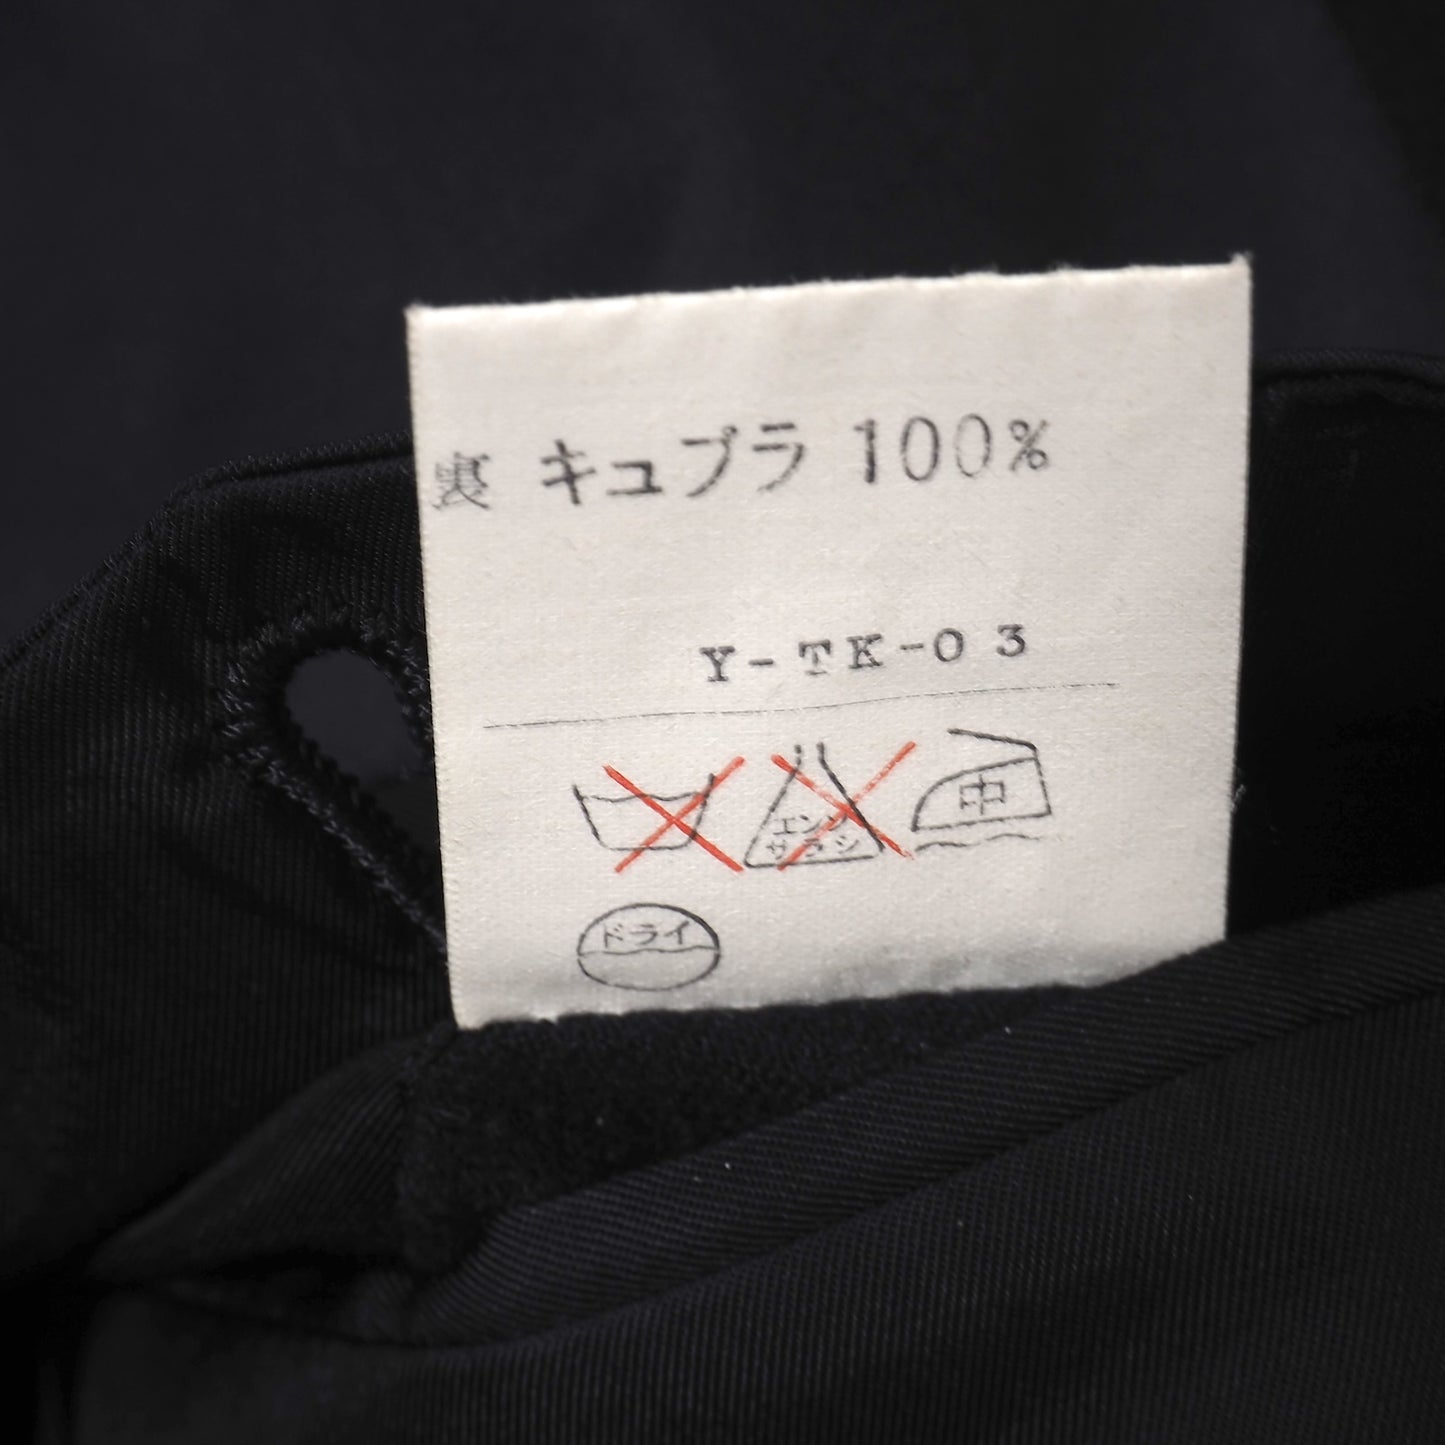 裏 キュプラ 100%
Y-TK-03
エンソ
サラシ
中
ドライ